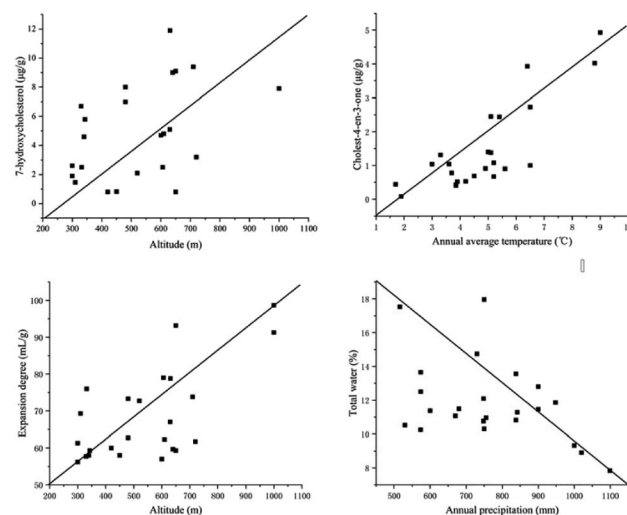 7-hydroxycholesterol (μg/g)
12
10
8
6
4
2
0
200 300 400 500 600 700 800 900 1000 1100
Altitude (m)
Cholest-4-en-3-one (μg/g)
5
4
3
2
1
0
1 2 3 4 5 6 7 8 9
Annual average temperature (℃)
Expansion degree (mL/g)
100
90
80
70
60
50
200 300 400 500 600 700 800 900 1000 1100
Altitude (m)
Total water (%)
18
16
14
12
10
8
500 600 700 800 900 1000 1100
Annual precipitation (mm)